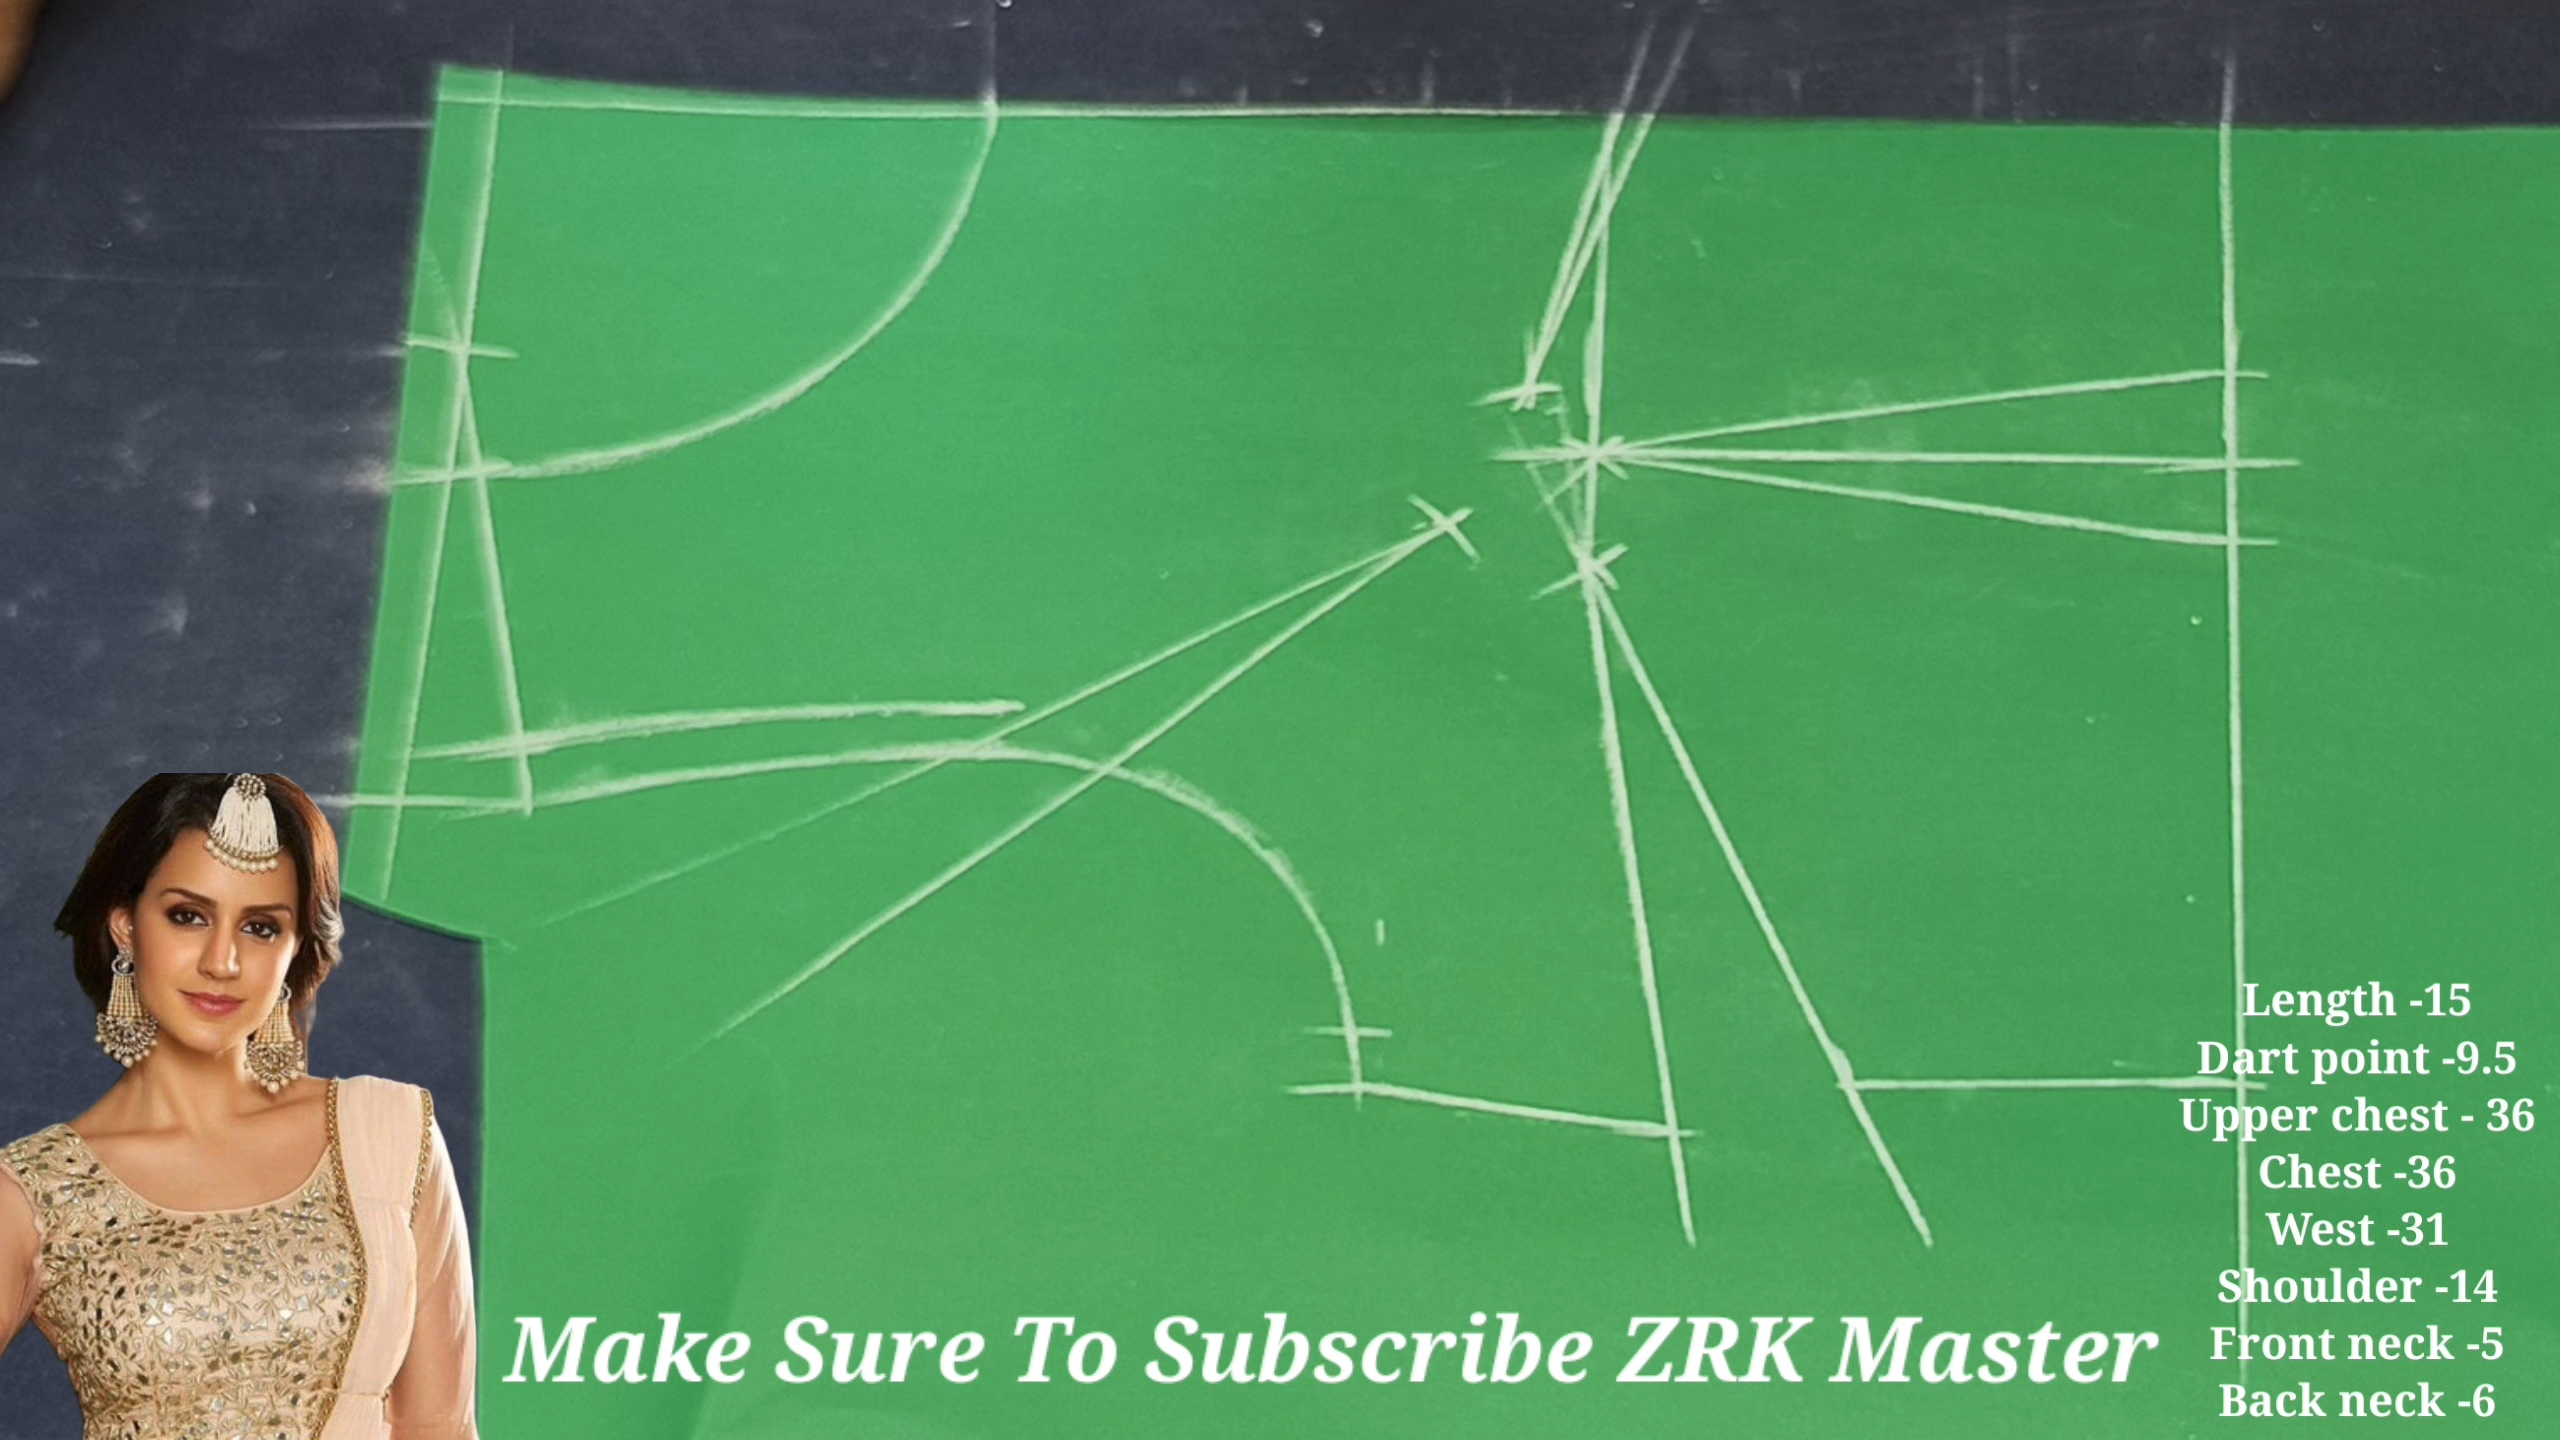 Length -15
Dart point -9.5
Upper chest - 36
Chest -36
West -31
Shoulder -14
Front neck -5
Back neck -6
Make Sure To Subscribe ZRK Master